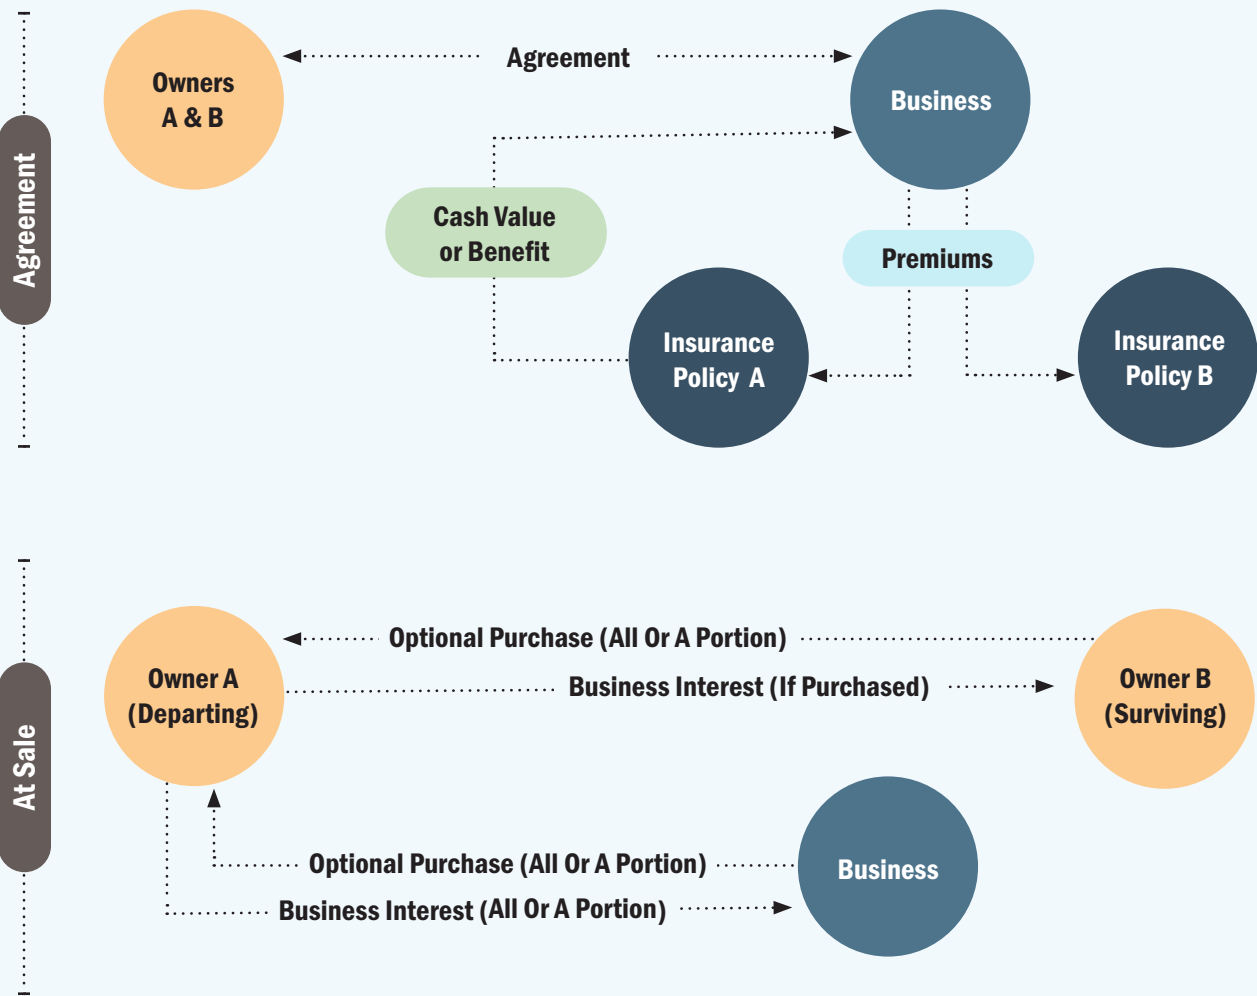 Agreement
Owners
A & B
Agreement
Business
Cash Value
or Benefit
Premiums
Insurance
Policy A
Insurance
Policy B
At Sale
Owner A
(Departing)
Optional Purchase (All Or A Portion)
Business Interest (If Purchased)
Owner B
(Surviving)
Optional Purchase (All Or A Portion)
Business Interest (All Or A Portion)
Business